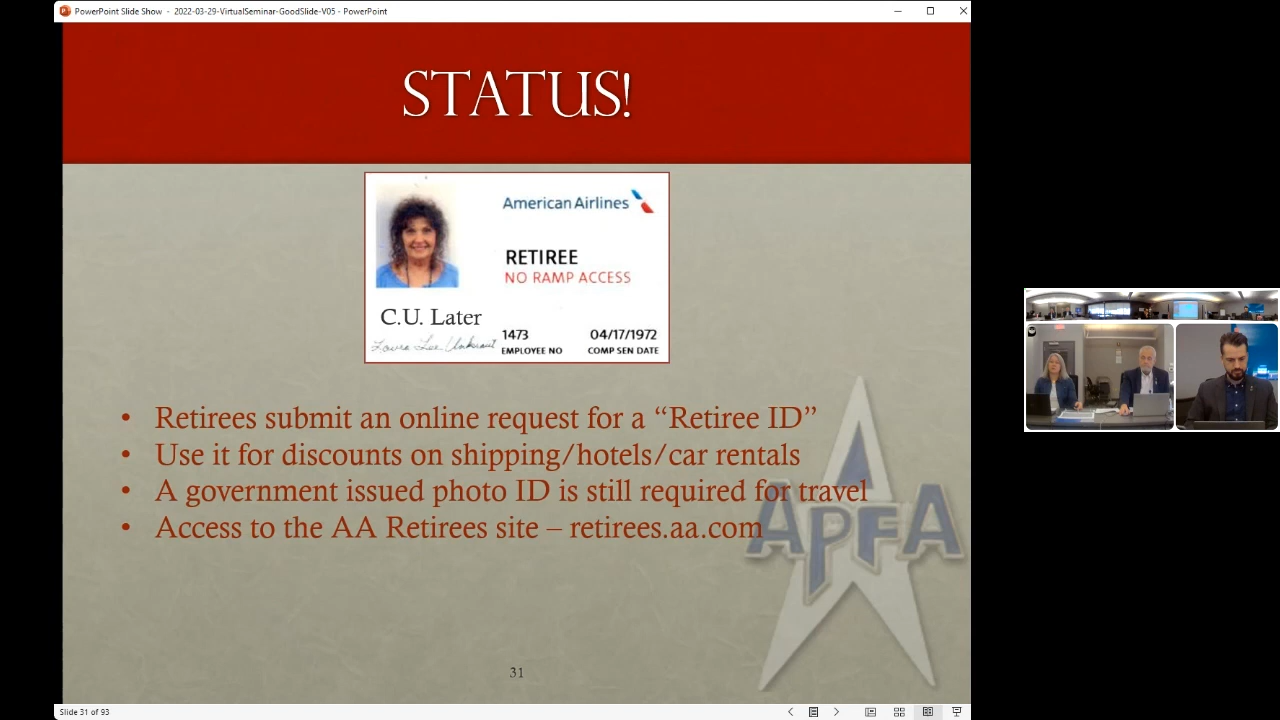 PowerPoint Slide Show - 2022-03-29-VirtualSeminar-GoodSlide-V05 - PowerPoint
STATUS!
American Airlines
RETIREE
NO RAMP ACCESS
C.U. Later
1473
04/17/1972
EMPLOYEE NO
COMP SEN DATE
• Retirees submit an online request for a “Retiree ID”
• Use it for discounts on shipping/hotels/car rentals
• A government issued photo ID is still required for travel
• Access to the AA Retirees site – retirees.aa.com
APFA
31
Slide 31 of 93